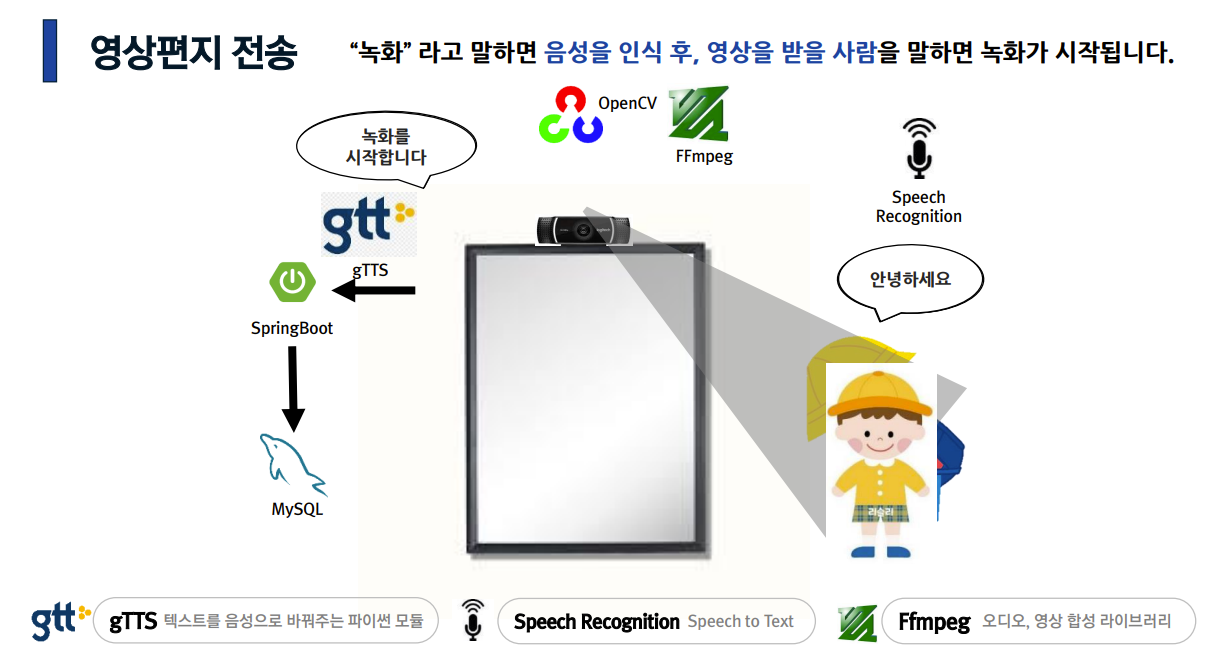 영상편지 전송
“녹화” 라고 말하면 음성을 인식 후, 영상을 받을 사람을 말하면 녹화가 시작됩니다.
OpenCV
FFmpeg
녹화를
시작합니다
Speech
Recognition
gtt
gTTS
안녕하세요
SpringBoot
MySQL
gtt
gTTS 텍스트를 음성으로 바꿔주는 파이썬 모듈
Speech Recognition Speech to Text
Ffmpeg 오디오, 영상 합성 라이브러리